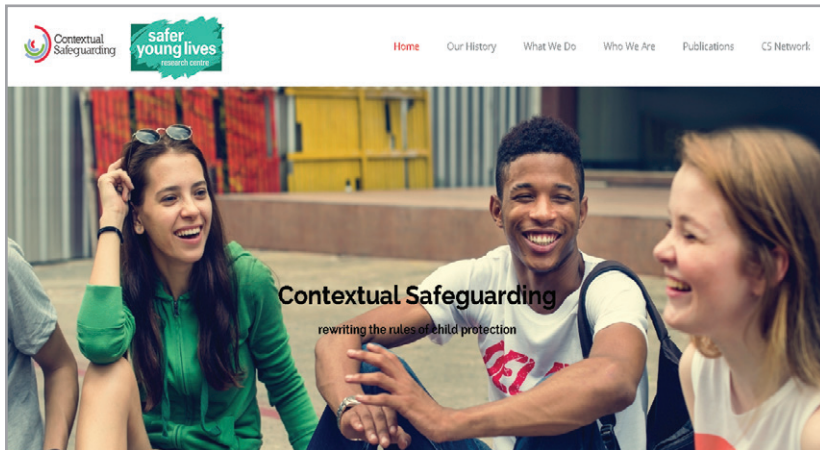 Contextual
Safeguarding
safer
young lives
research centre
Home Our History What We Do Who We Are Publications CS Network
Contextual Safeguarding
rewriting the rules of child protection